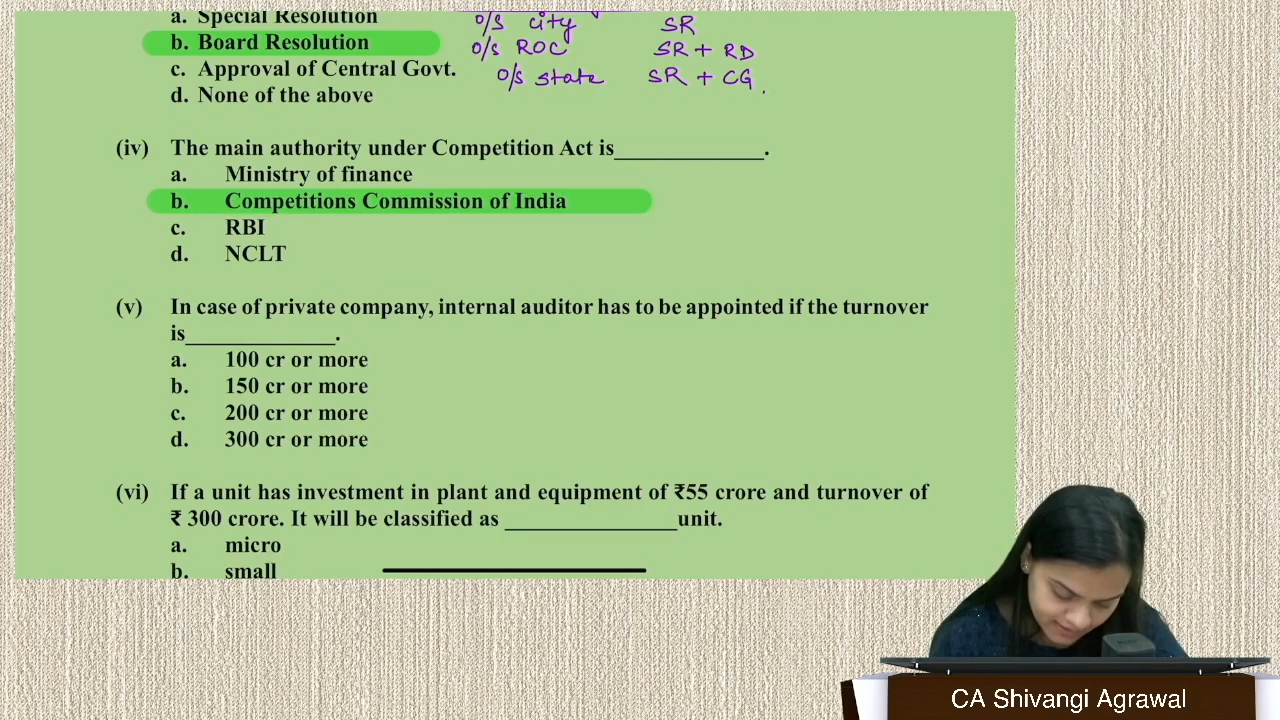 a. Special Resolution o/s city SR
b. Board Resolution o/s ROC SR + RD
c. Approval of Central Govt. o/s state SR + CG
d. None of the above
(iv) The main authority under Competition Act is_____________.
a. Ministry of finance
b. Competitions Commission of India
c. RBI
d. NCLT
(v) In case of private company, internal auditor has to be appointed if the turnover
is_____________.
a. 100 cr or more
b. 150 cr or more
c. 200 cr or more
d. 300 cr or more
(vi) If a unit has investment in plant and equipment of ₹55 crore and turnover of
₹ 300 crore. It will be classified as _______________unit.
a. micro
b. small
CA Shivangi Agrawal